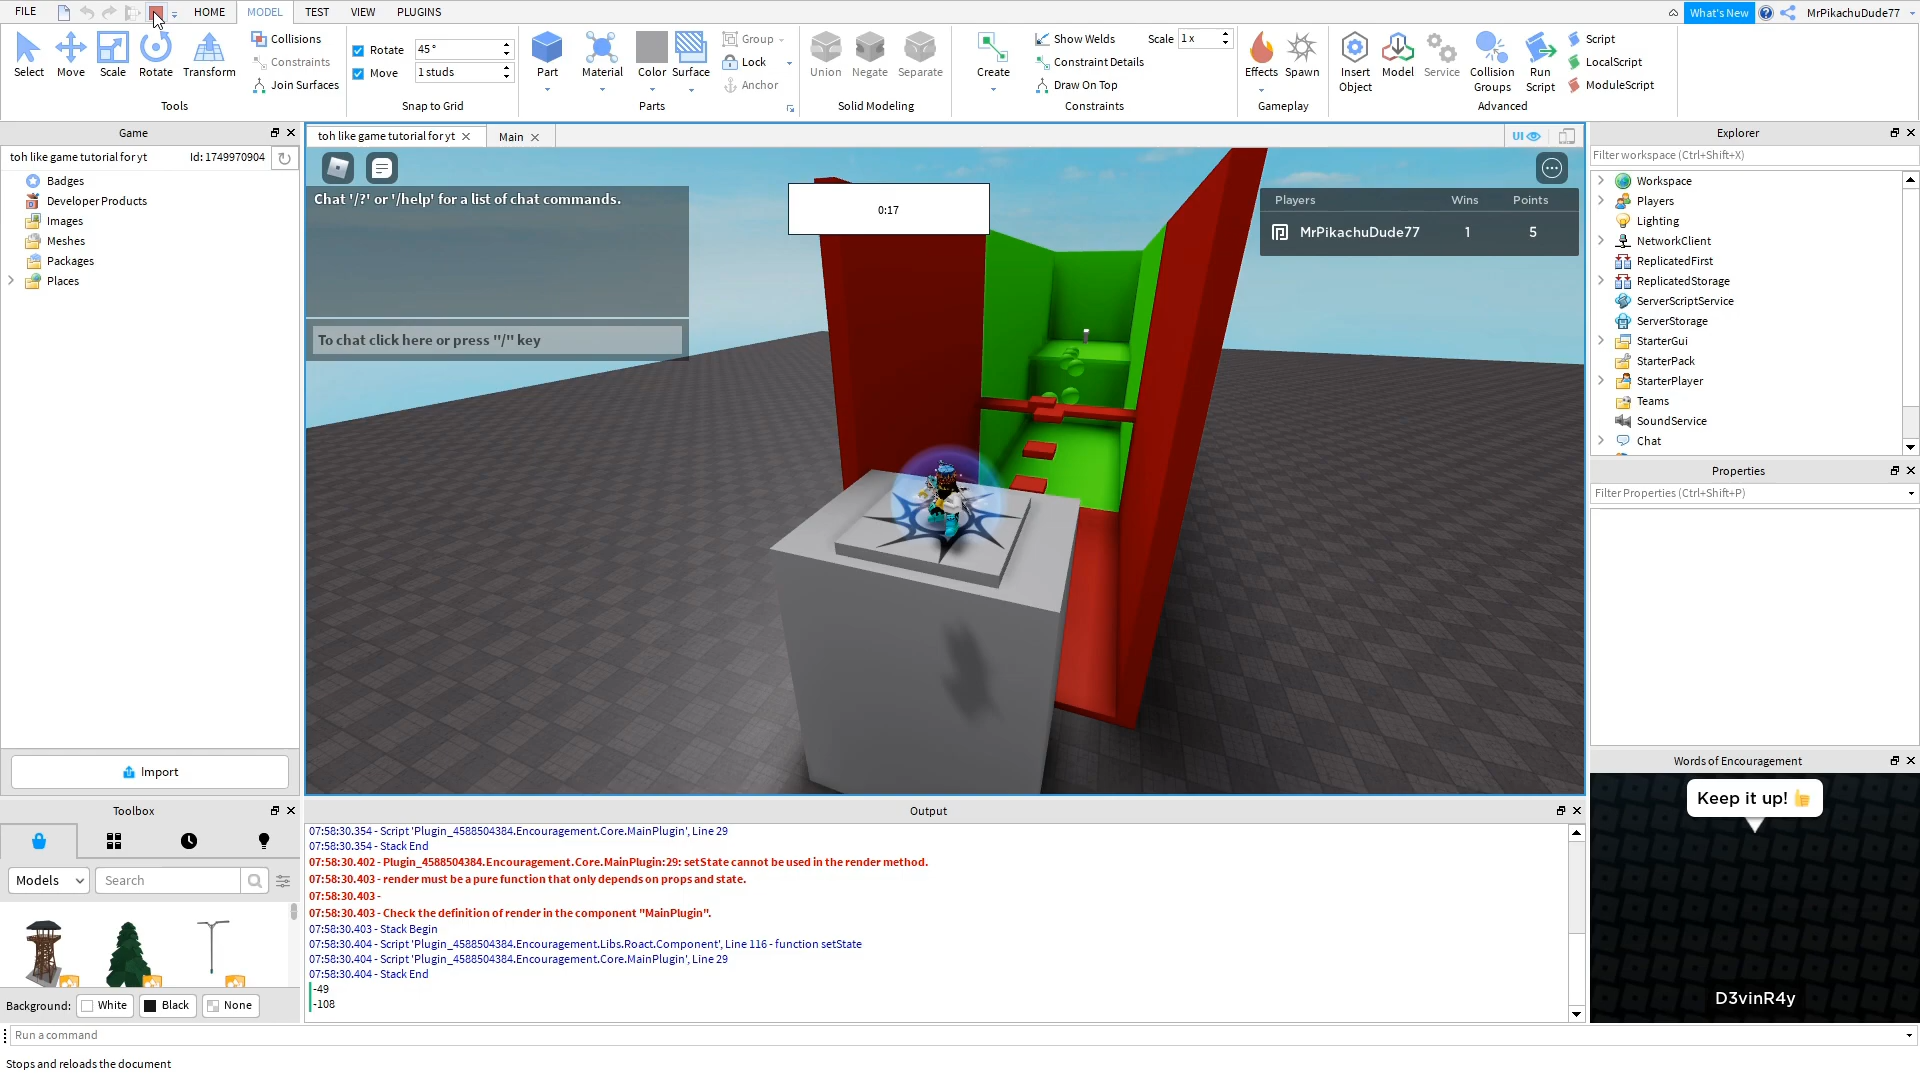 FILE
HOME
MODEL
TEST
VIEW
PLUGINS
What's New
MrPikachuDude77
Select
Move
Scale
Rotate
Transform
Collisions
Constraints
Join Surfaces
Tools
Rotate
45°
Move
1 studs
Snap to Grid
Part
Material
Color
Surface
Group
Lock
Anchor
Parts
Union
Negate
Separate
Solid Modeling
Create
Show Welds
Scale
1x
Constraint Details
Draw On Top
Constraints
Effects
Spawn
Gameplay
Insert
Object
Model
Service
Collision
Groups
Run
Script
Script
LocalScript
ModuleScript
Advanced
Game
toh like game tutorial for yt
Id: 1749970904
Badges
Developer Products
Images
Meshes
Packages
Places
Import
Toolbox
Models
Search
Background:
White
Black
None
toh like game tutorial for yt
Main
UI
Chat '/?' or '/help' for a list of chat commands.
To chat click here or press "/" key
0:17
Players
Wins
Points
MrPikachuDude77
1
5
Output
07:58:30.354 - Script 'Plugin_4588504384.Encouragement.Core.MainPlugin', Line 29
07:58:30.354 - Stack End
07:58:30.402 - Plugin_4588504384.Encouragement.Core.MainPlugin:29: setState cannot be used in the render method.
07:58:30.403 - render must be a pure function that only depends on props and state.
07:58:30.403 -
07:58:30.403 - Check the definition of render in the component "MainPlugin".
07:58:30.403 - Stack Begin
07:58:30.404 - Script 'Plugin_4588504384.Encouragement.Libs.Roact.Component', Line 116 - function setState
07:58:30.404 - Script 'Plugin_4588504384.Encouragement.Core.MainPlugin', Line 29
07:58:30.404 - Stack End
-49
-108
Explorer
Filter workspace (Ctrl+Shift+X)
Workspace
Players
Lighting
NetworkClient
ReplicatedFirst
ReplicatedStorage
ServerScriptService
ServerStorage
StarterGui
StarterPack
StarterPlayer
Teams
SoundService
Chat
Properties
Filter Properties (Ctrl+Shift+P)
Words of Encouragement
Keep it up! 👍
D3vinR4y
Run a command
Stops and reloads the document